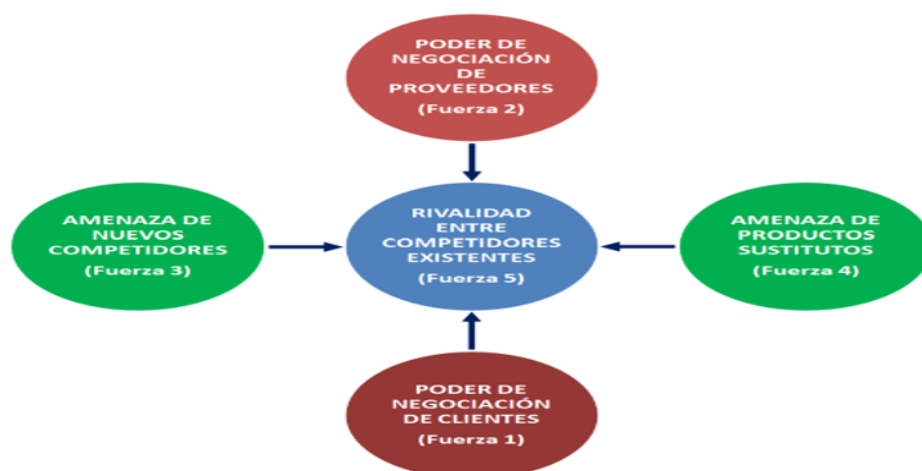 PODER DE
NEGOCIACIÓN
DE
PROVEEDORES
(Fuerza 2)
AMENAZA DE
NUEVOS
COMPETIDORES
(Fuerza 3)
RIVALIDAD
ENTRE
COMPETIDORES
EXISTENTES
(Fuerza 5)
AMENAZA DE
PRODUCTOS
SUSTITUTOS
(Fuerza 4)
PODER DE
NEGOCIACIÓN
DE CLIENTES
(Fuerza 1)